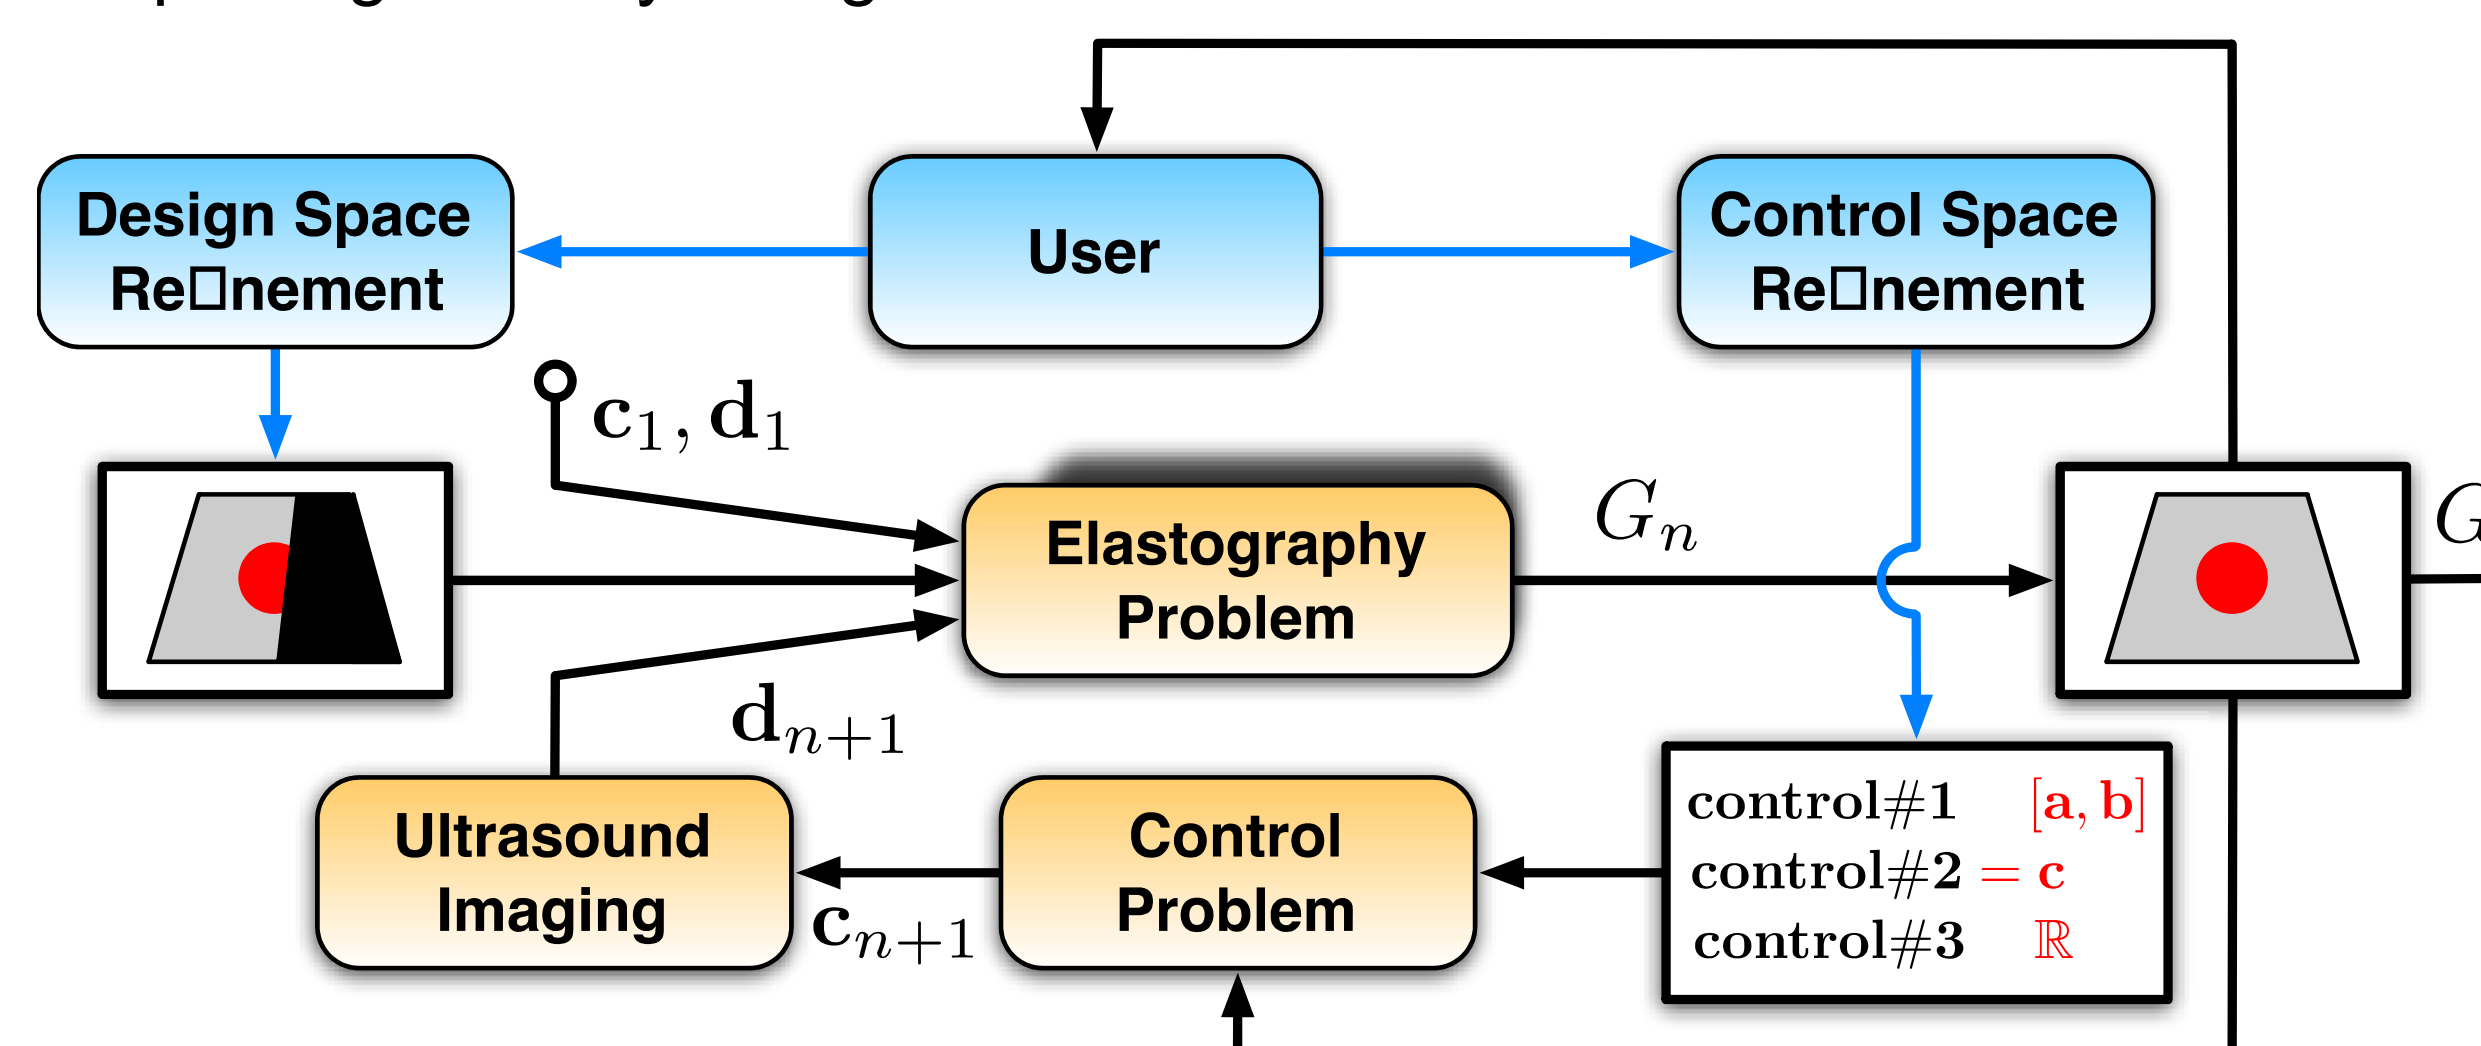 Design Space
Re□nement
User
Control Space
Re□nement
c₁, d₁
Elastography
Problem
Gₙ
G
dₙ₊₁
Ultrasound
Imaging
cₙ₊₁
Control
Problem
control#1 [a, b]
control#2 = c
control#3 ℝ